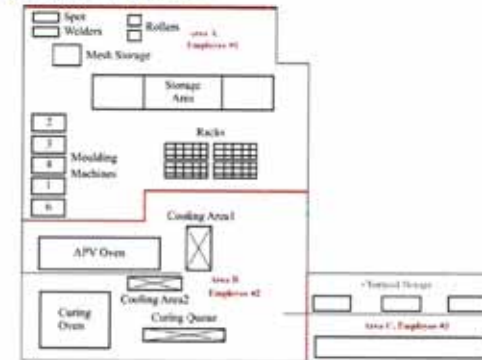 Spot
Welders
Rollers
Area A
Employee #1
Mesh Storage
Storage
Area
Racks
2
3
4
1
6
Moulding
Machines
Cooling Area1
APV Oven
Area B
Employee #2
Cooling Area2
Curing
Oven
Curing Queue
Storage
Area C, Employee #3